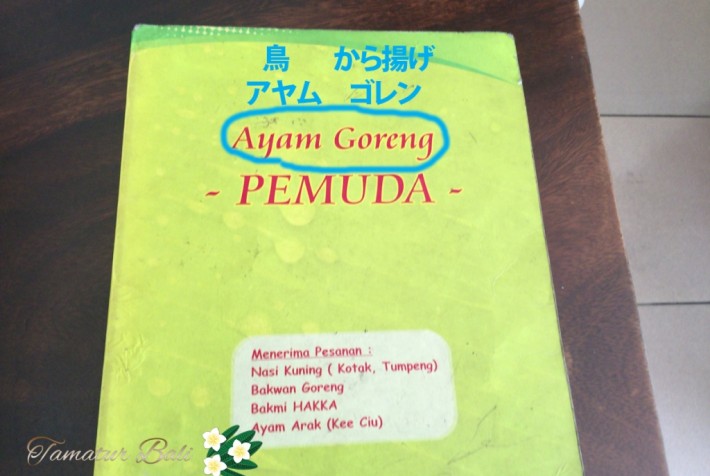 鳥 から揚げ
アヤム ゴレン
Ayam Goreng
- PEMUDA -
Menerima Pesanan :
Nasi Kuning ( Kotak, Tumpeng)
Bakwan Goreng
Bakmi HAKKA
Ayam Arak (Kee Ciu)
Tamatur Bali